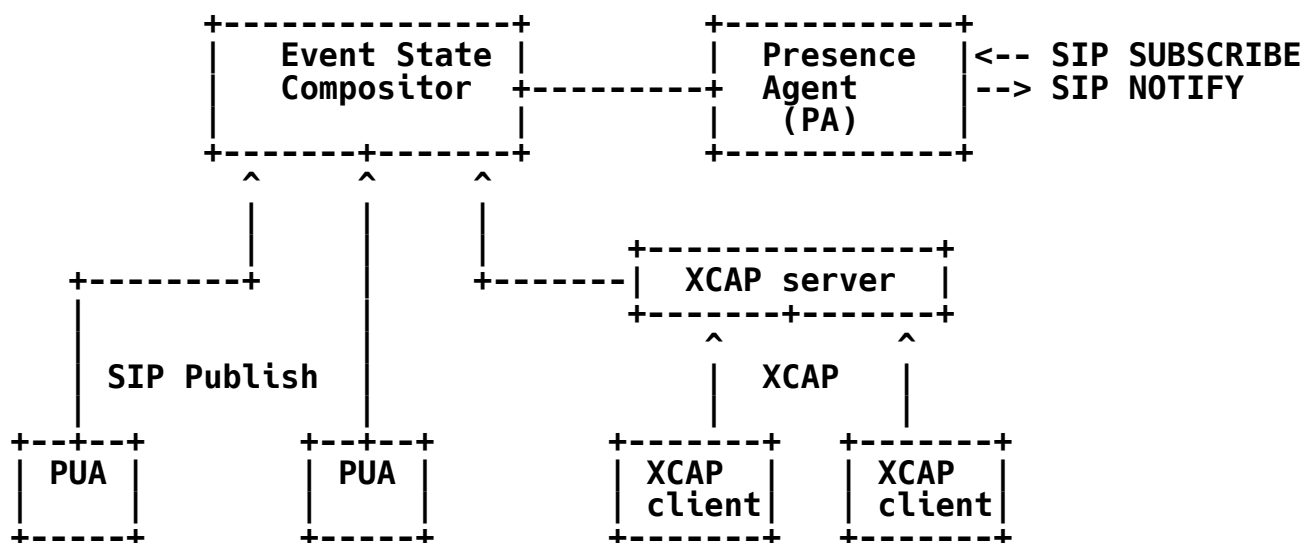 Event State
Compositor
Presence
Agent
(PA)
<-- SIP SUBSCRIBE
--> SIP NOTIFY
XCAP server
SIP Publish
XCAP
PUA
PUA
XCAP
client
XCAP
client